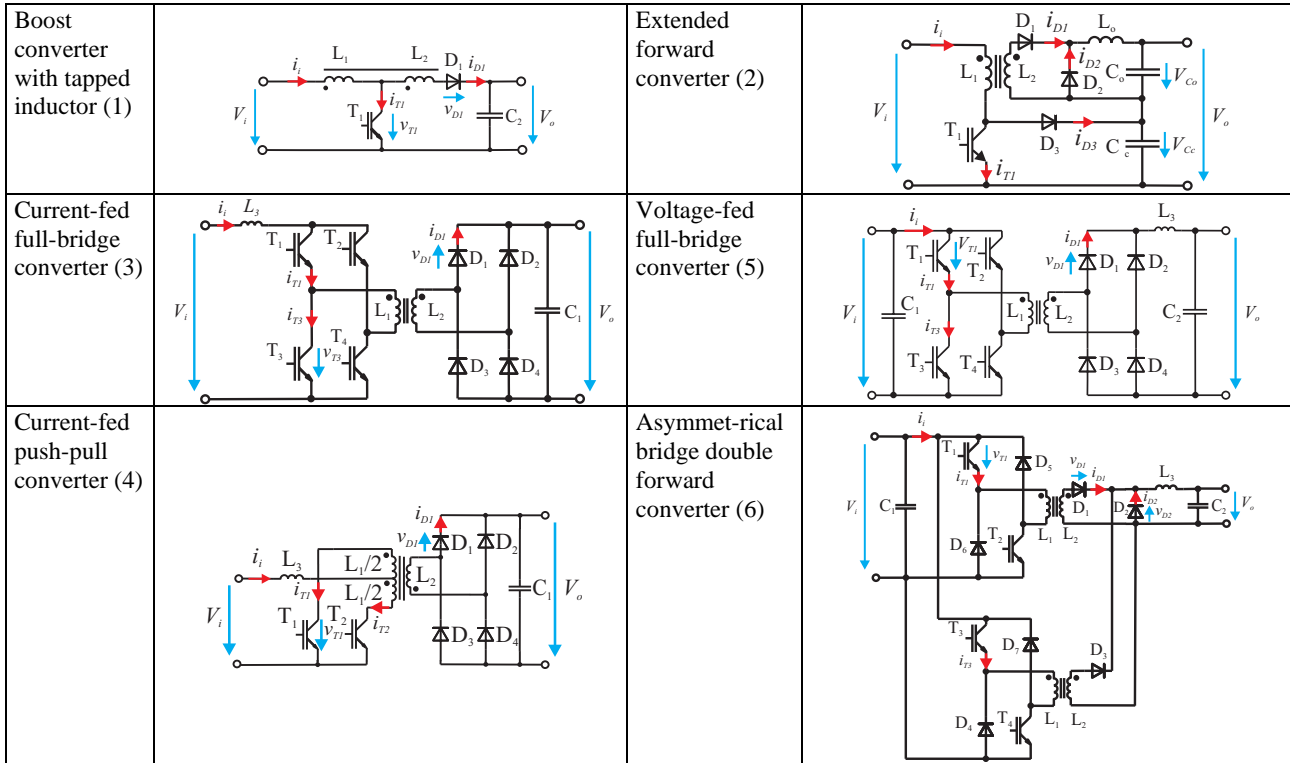 Boost
converter
with tapped
inductor (1)
i_i L_1 L_2 D_1 i_D1
V_i T_1 i_T1 v_T1 v_D1 C_2 V_o
Extended
forward
converter (2)
i_i D_1 i_D1 L_o
L_1 L_2 i_D2 D_2 C_o V_Co
V_i T_1 D_3 i_D3 C_c V_Cc V_o
i_T1
Current-fed
full-bridge
converter (3)
i_i L_3
T_1 T_2 i_D1
i_T1 v_D1 D_1 D_2
V_i i_T3 L_1 L_2 C_1 V_o
T_3 v_T3 T_4 D_3 D_4
Voltage-fed
full-bridge
converter (5)
i_i L_3
T_1 V_T1 T_2 i_D1
i_T1 v_D1 D_1 D_2
V_i C_1 i_T3 L_1 L_2 C_2 V_o
T_3 T_4 D_3 D_4
Current-fed
push-pull
converter (4)
i_D1
v_D1 D_1 D_2
i_i L_3 L_1/2 L_2 C_1 V_o
i_T1 L_1/2
V_i T_1 v_T1 T_2 i_T2 D_3 D_4
Asymmet-rical
bridge double
forward
converter (6)
i_i
T_1 v_T1 D_5 v_D1 i_D1 L_3
i_T1 D_1 i_D2
V_i C_1 D_2 v_D2 C_2 V_o
D_6 T_2 L_1 L_2
T_3 D_7 D_3
i_T3
D_4 T_4 L_1 L_2